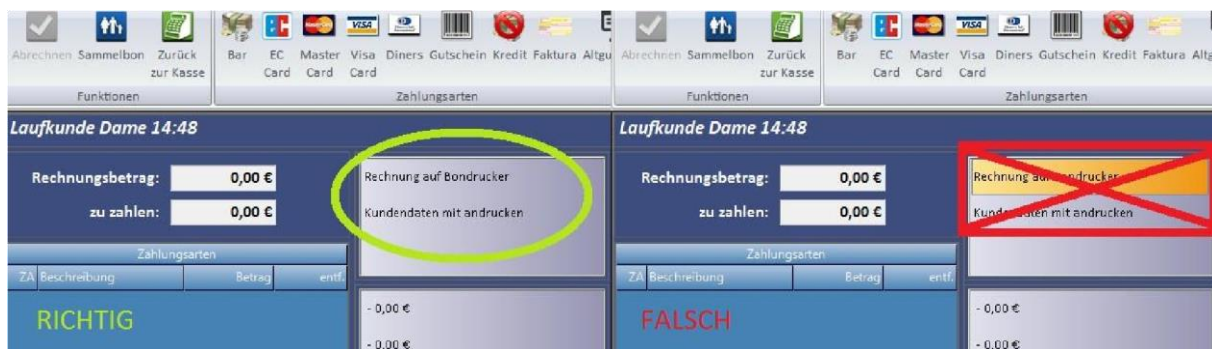 Abrechnen Sammelbon Zurück zur Kasse Bar EC Card Master Card Visa Card Diners Gutschein Kredit Faktura
Funktionen Zahlungsarten
Laufkunde Dame 14:48
Rechnungsbetrag: 0,00 €
zu zahlen: 0,00 €
Rechnung auf Bondrucker
Kundendaten mit andrucken
Zahlungsarten
ZA Beschreibung Betrag entf.
RICHTIG
- 0,00 €
- 0,00 €
Abrechnen Sammelbon Zurück zur Kasse Bar EC Card Master Card Visa Card Diners Gutschein Kredit Faktura
Funktionen Zahlungsarten
Laufkunde Dame 14:48
Rechnungsbetrag: 0,00 €
zu zahlen: 0,00 €
Rechnung auf Bondrucker
Kundendaten mit andrucken
Zahlungsarten
ZA Beschreibung Betrag entf.
FALSCH
- 0,00 €
- 0,00 €